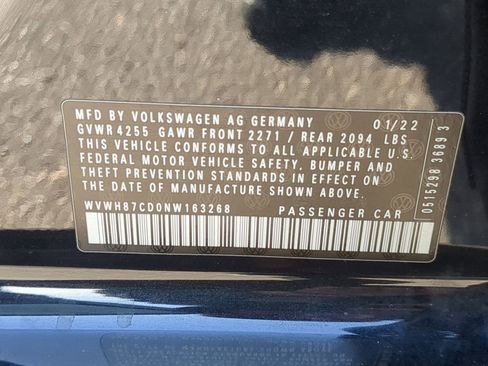 MFD BY VOLKSWAGEN AG GERMANY 01/22
GVWR 4255 GAWR FRONT 2271 / REAR 2094 LBS
THIS VEHICLE CONFORMS TO ALL APPLICABLE U.S.
FEDERAL MOTOR VEHICLE SAFETY, BUMPER AND
THEFT PREVENTION STANDARDS IN EFFECT ON
THE DATE OF MANUFACTURE SHOWN ABOVE.
WVWH87CD0NW163268 PASSENGER CAR
0515298 3689 3